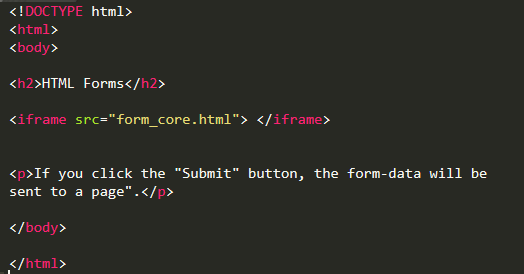 <!DOCTYPE html>
<html>
<body>
<h2>HTML Forms</h2>
<iframe src="form_core.html"> </iframe>
<p>If you click the "Submit" button, the form-data will be
sent to a page".</p>
</body>
</html>